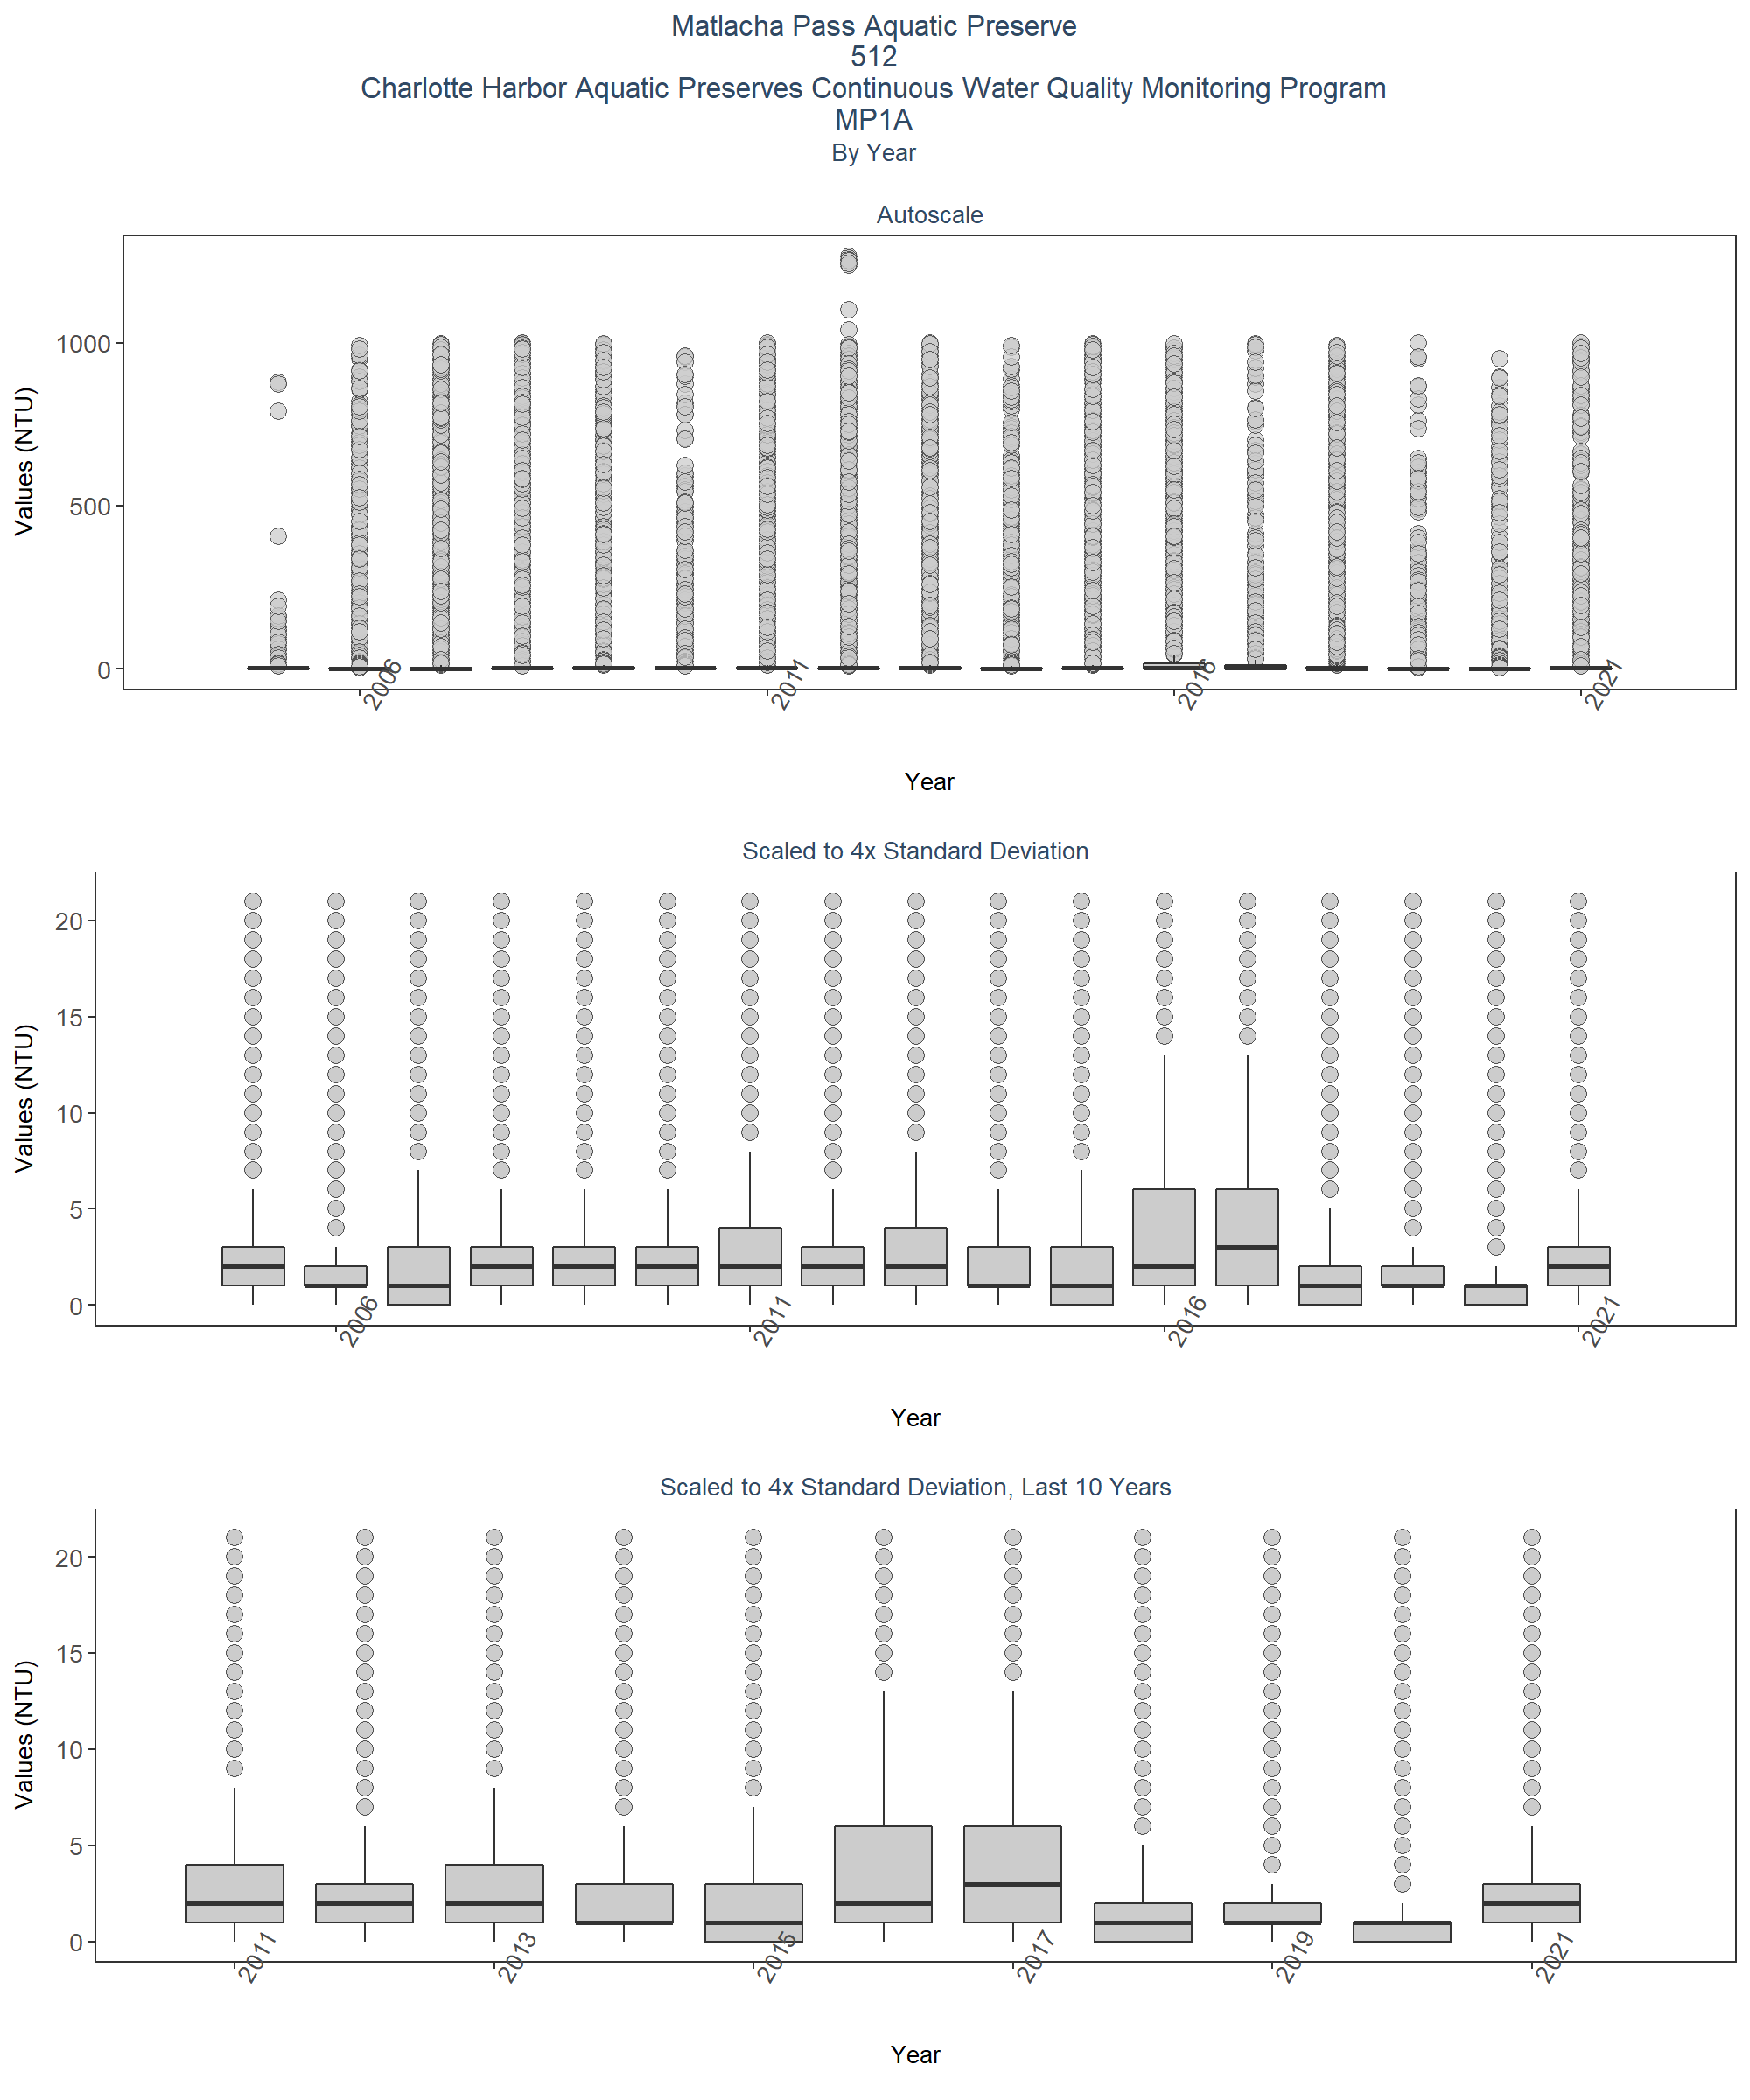 Matlacha Pass Aquatic Preserve
512
Charlotte Harbor Aquatic Preserves Continuous Water Quality Monitoring Program
MP1A
By Year
Autoscale
Values (NTU)
1000
500
0
2006
2011
2016
2021
Year
Scaled to 4x Standard Deviation
Values (NTU)
20
15
10
5
0
2006
2011
2016
2021
Year
Scaled to 4x Standard Deviation, Last 10 Years
Values (NTU)
20
15
10
5
0
2011
2013
2015
2017
2019
2021
Year